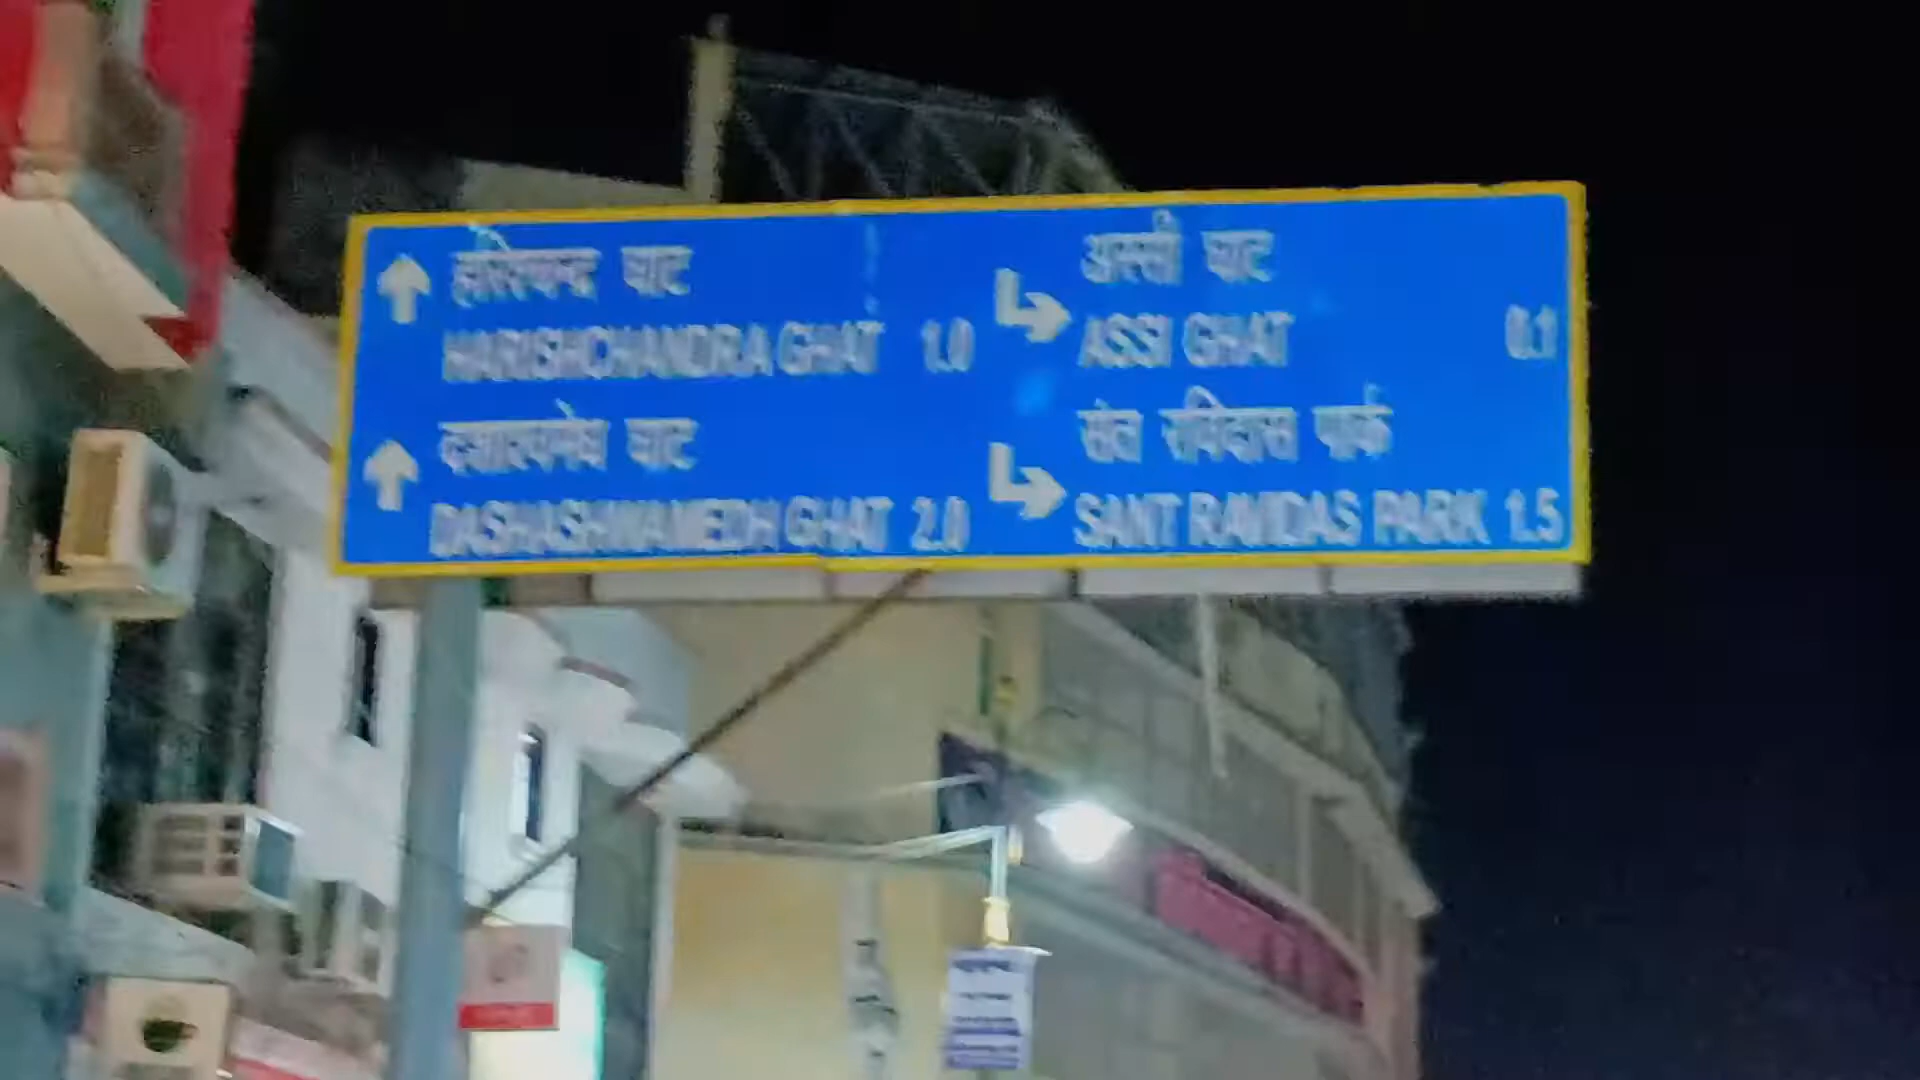 हरिश्चन्द्र घाट
HARISHCHANDRA GHAT 1.0
दशाश्वमेध घाट
DASHASHWAMEDH GHAT 2.0
अस्सी घाट
ASSI GHAT 0.1
संत रविदास पार्क
SANT RAVIDAS PARK 1.5